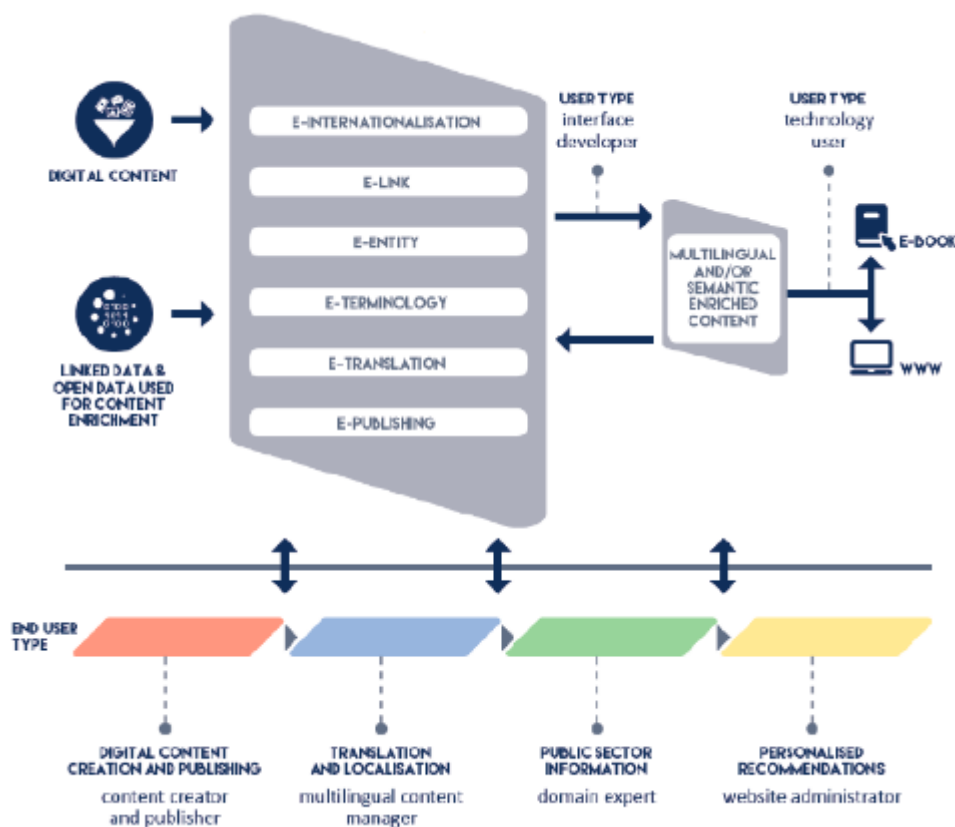 DIGITAL CONTENT
LINKED DATA &
OPEN DATA USED
FOR CONTENT
ENRICHMENT
E-INTERNATIONALISATION
E-LINK
E-ENTITY
E-TERMINOLOGY
E-TRANSLATION
E-PUBLISHING
USER TYPE
interface
developer
MULTILINGUAL
AND/OR
SEMANTIC
ENRICHED
CONTENT
USER TYPE
technology
user
E-BOOK
WWW
END USER
TYPE
DIGITAL CONTENT
CREATION AND PUBLISHING
content creator
and publisher
TRANSLATION
AND LOCALISATION
multilingual content
manager
PUBLIC SECTOR
INFORMATION
domain expert
PERSONALISED
RECOMMENDATIONS
website administrator